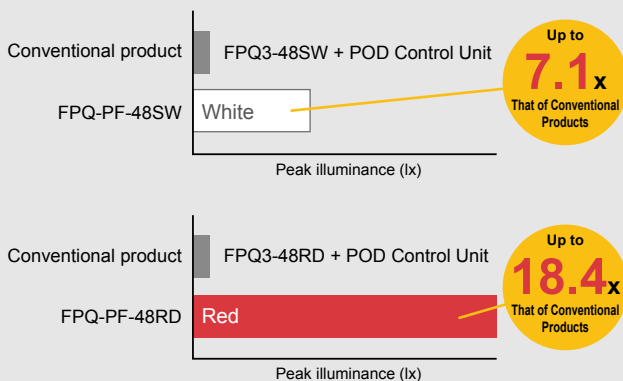 Up to
7.1x
That of Conventional
Products
Conventional product
FPQ3-48SW + POD Control Unit
FPQ-PF-48SW
White
Peak illuminance (lx)
Up to
18.4x
That of Conventional
Products
Conventional product
FPQ3-48RD + POD Control Unit
FPQ-PF-48RD
Red
Peak illuminance (lx)